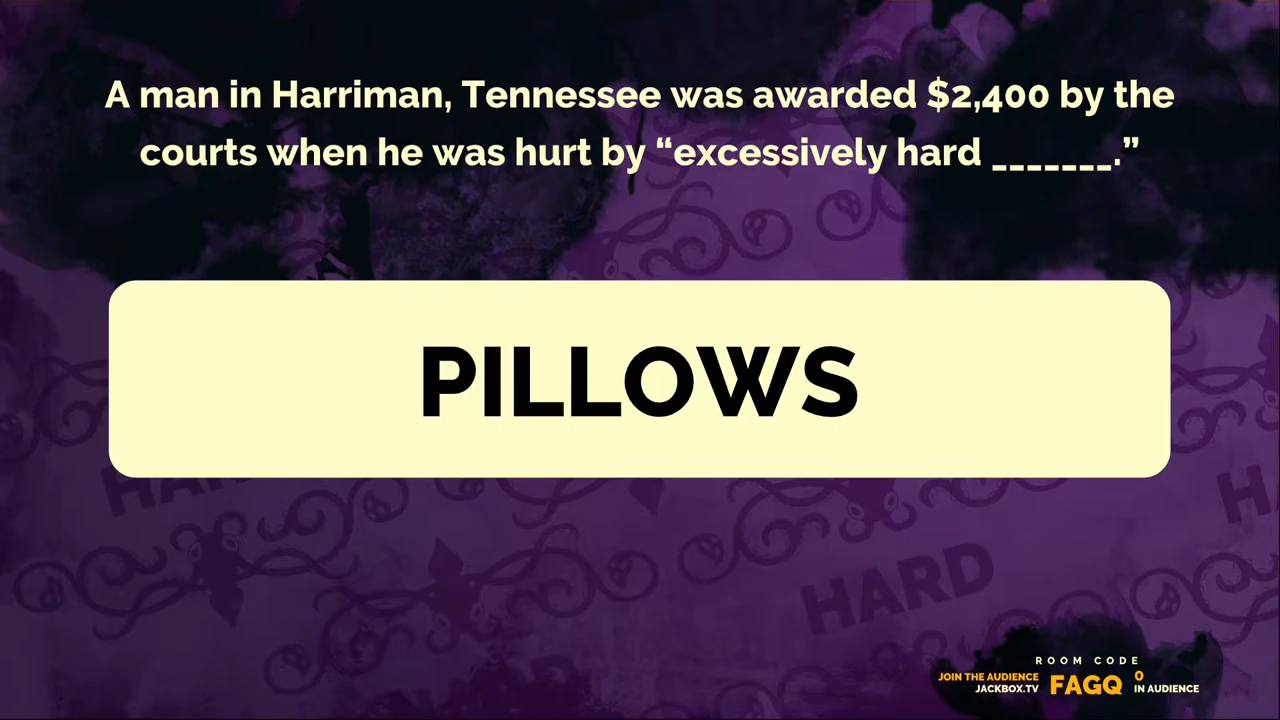 A man in Harriman, Tennessee was awarded $2,400 by the
courts when he was hurt by “excessively hard _______.”
PILLOWS
HARD
H
HARD
ROOM CODE
JOIN THE AUDIENCE
JACKBOX.TV
FAGQ
0
IN AUDIENCE